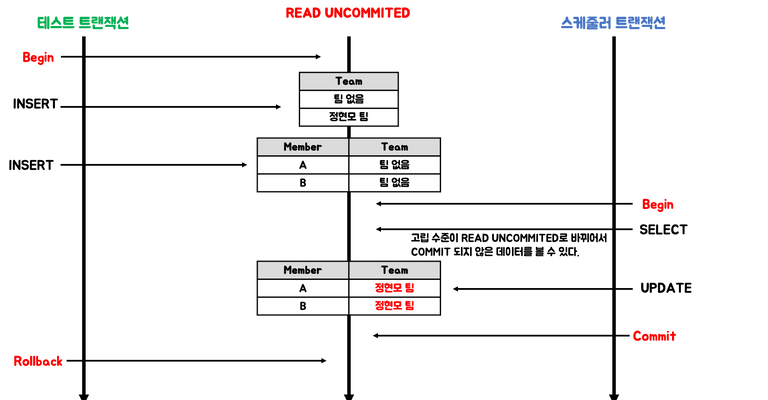 테스트 트랜잭션
READ UNCOMMITED
스케줄러 트랜잭션
Begin
Team
팀 없음
정현모 팀
INSERT
Member Team
A 팀 없음
B 팀 없음
INSERT
Begin
SELECT
고립 수준이 READ UNCOMMITED로 바뀌어서
COMMIT 되지 않은 데이터를 볼 수 있다.
Member Team
A 정현모 팀
B 정현모 팀
UPDATE
Commit
Rollback